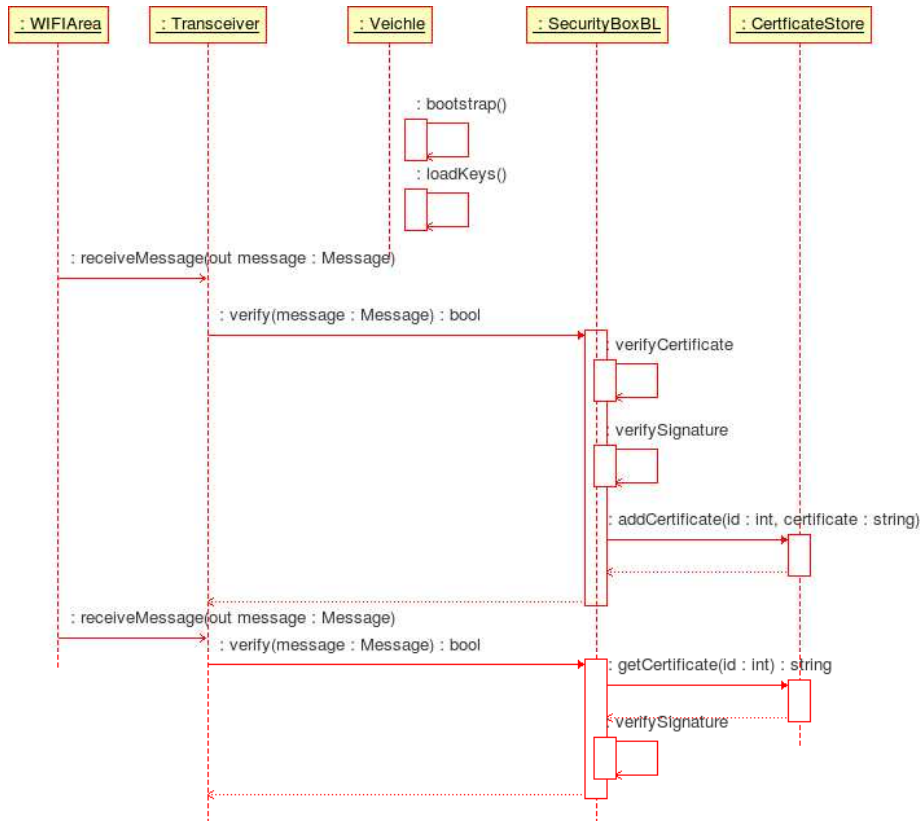 : WIFIArea
: Transceiver
: Veichle
: SecurityBoxBL
: CertficateStore
: bootstrap()
: loadKeys()
: receiveMessage(out message : Message)
: verify(message : Message) : bool
: verifyCertificate
: verifySignature
: addCertificate(id : int, certificate : string)
: receiveMessage(out message : Message)
: verify(message : Message) : bool
: getCertificate(id : int) : string
: verifySignature